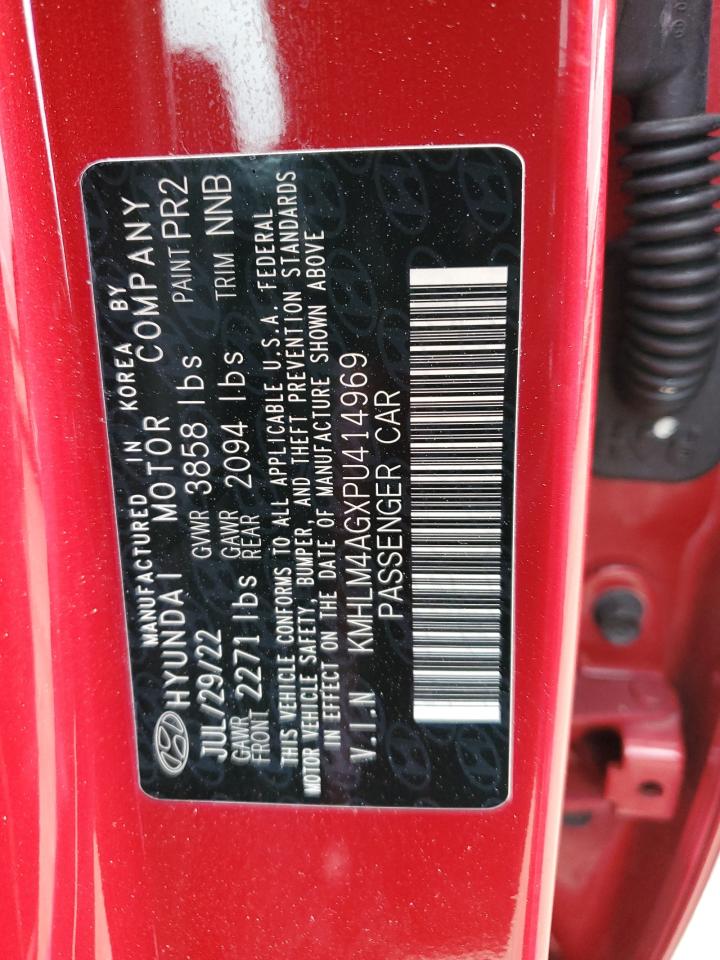 MANUFACTURED IN KOREA BY
HYUNDAI MOTOR COMPANY
JUL/29/22 GVWR 3858 lbs PAINT PR2
GAWR FRONT 2271 lbs GAWR REAR 2094 lbs TRIM NNB
THIS VEHICLE CONFORMS TO ALL APPLICABLE U.S.A. FEDERAL
MOTOR VEHICLE SAFETY, BUMPER, AND THEFT PREVENTION STANDARDS
IN EFFECT ON THE DATE OF MANUFACTURE SHOWN ABOVE
V.I.N KMHLM4AGXPU414969
PASSENGER CAR